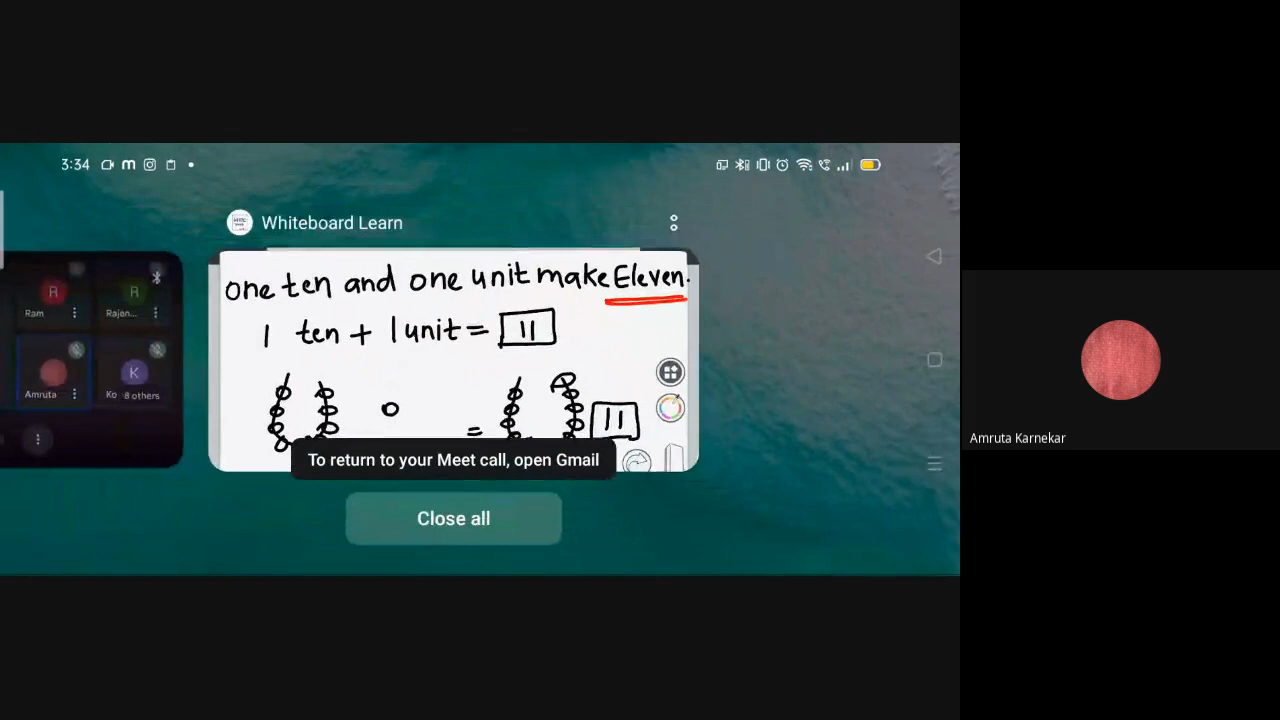 3:34
Whiteboard Learn
one ten and one unit make Eleven.
1 ten + 1 unit = 11
= 11
Ram
Rajan...
Amruta
K
Ko 8 others
R
R
To return to your Meet call, open Gmail
Close all
Amruta Karnekar